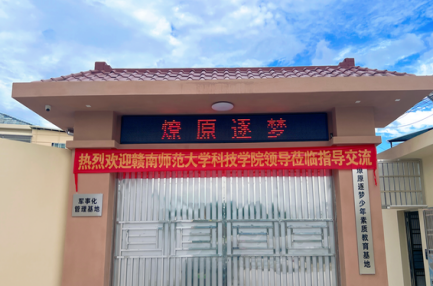 燎原逐梦
热烈欢迎赣南师范大学科技学院领导莅临指导交流
军事化
管理基地
燎原逐梦少年素质教育基地